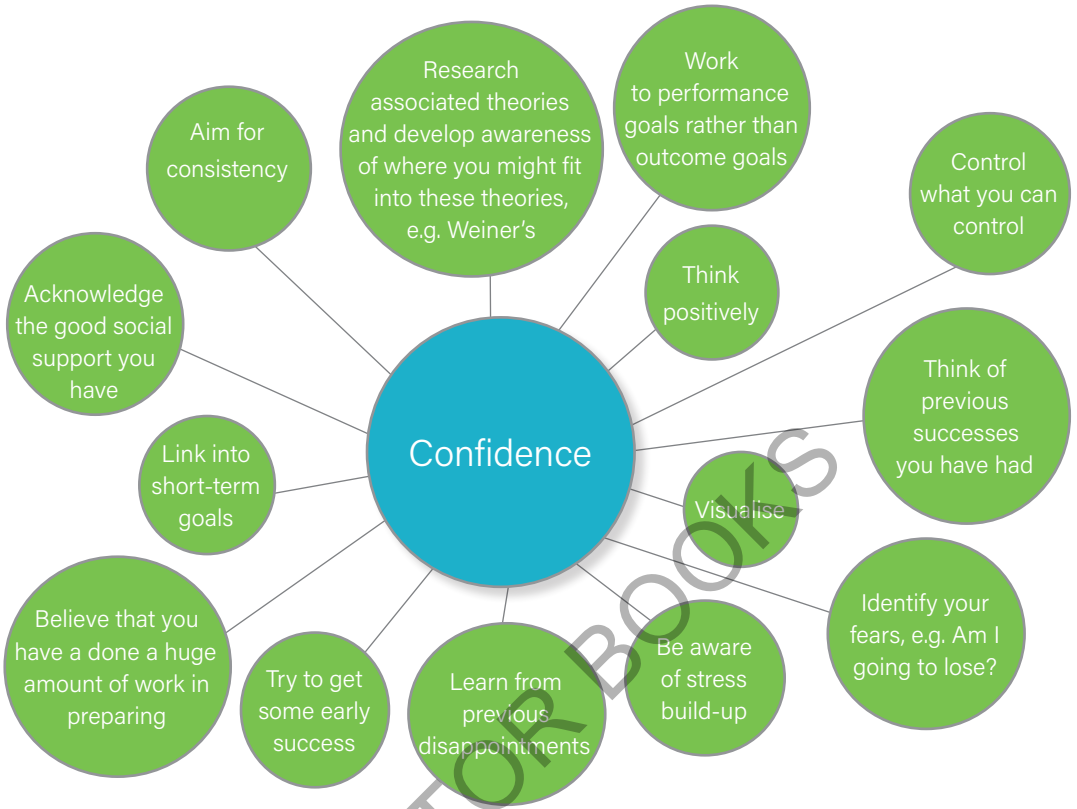 Research
associated theories
and develop awareness
of where you might fit
into these theories,
e.g. Weiner's
Work
to performance
goals rather than
outcome goals
Aim for
consistency
Control
what you can
control
Think
positively
Acknowledge
the good social
support you
have
Think of
previous
successes
you have had
Confidence
Link into
short-term
goals
Visualise
Identify your
fears, e.g. Am I
going to lose?
Believe that you
have a done a huge
amount of work in
preparing
Try to get
some early
success
Learn from
previous
disappointments
Be aware
of stress
build-up
TOR BOOKS